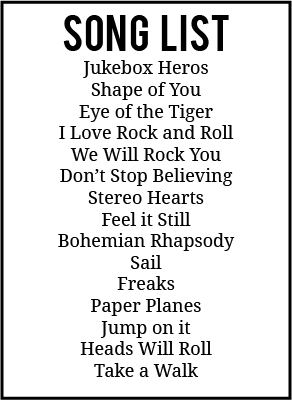 SONG LIST
Jukebox Heros
Shape of You
Eye of the Tiger
I Love Rock and Roll
We Will Rock You
Don’t Stop Believing
Stereo Hearts
Feel it Still
Bohemian Rhapsody
Sail
Freaks
Paper Planes
Jump on it
Heads Will Roll
Take a Walk